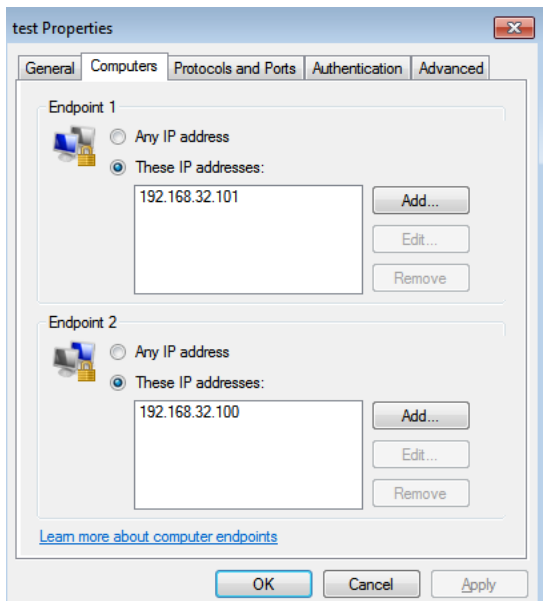 test Properties
General Computers Protocols and Ports Authentication Advanced
Endpoint 1
Any IP address
These IP addresses:
192.168.32.101
Add...
Edit...
Remove
Endpoint 2
Any IP address
These IP addresses:
192.168.32.100
Add...
Edit...
Remove
Learn more about computer endpoints
OK Cancel Apply